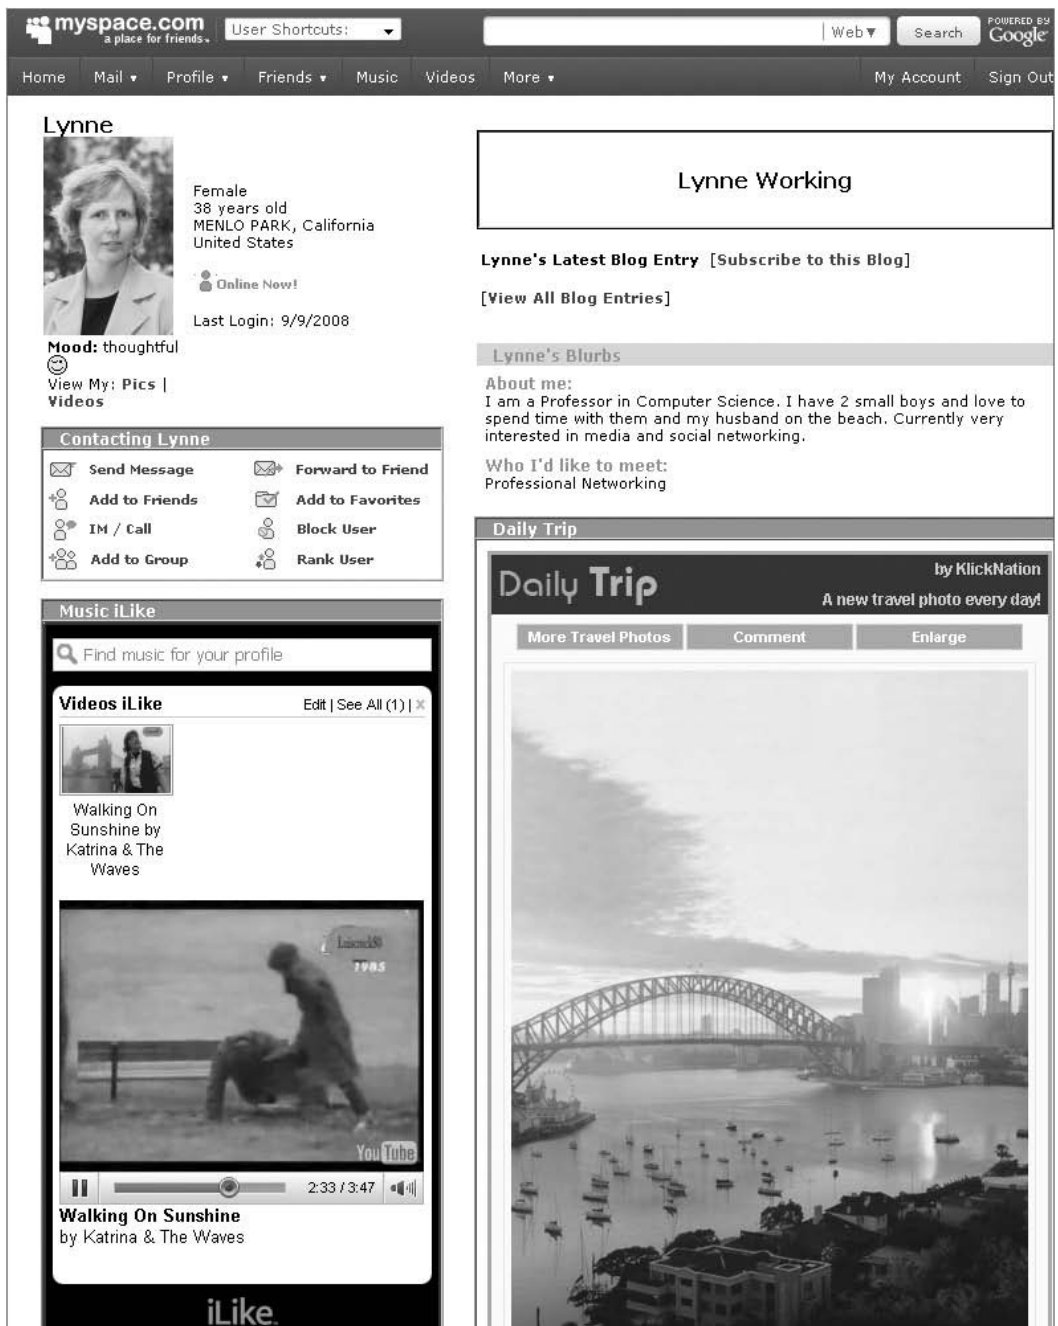 myspace.com
a place for friends.
User Shortcuts:
Web
Search
POWERED BY
Google
Home Mail Profile Friends Music Videos More My Account Sign Out
Lynne
Female
38 years old
MENLO PARK, California
United States
Online Now!
Last Login: 9/9/2008
Mood: thoughtful
View My: Pics |
Videos
Contacting Lynne
Send Message Forward to Friend
Add to Friends Add to Favorites
IM / Call Block User
Add to Group Rank User
Music iLike
Find music for your profile
Videos iLike Edit | See All (1) | x
Walking On
Sunshine by
Katrina & The
Waves
1985
YouTube
2:33 / 3:47
Walking On Sunshine
by Katrina & The Waves
iLike
Lynne Working
Lynne's Latest Blog Entry [Subscribe to this Blog]
[View All Blog Entries]
Lynne's Blurbs
About me:
I am a Professor in Computer Science. I have 2 small boys and love to
spend time with them and my husband on the beach. Currently very
interested in media and social networking.
Who I'd like to meet:
Professional Networking
Daily Trip
Daily Trip
by KlickNation
A new travel photo every day!
More Travel Photos Comment Enlarge